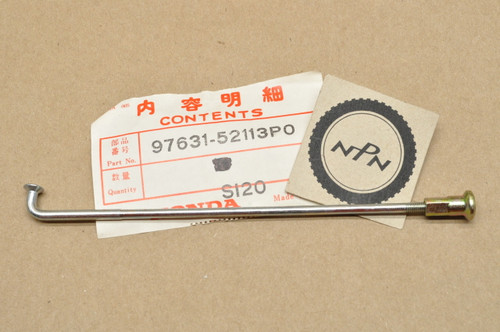 内容明細
CONTENTS
部品
番号
Part No.
97631-52113P0
数量
Quantity
S120
HONDA
Made
NPN